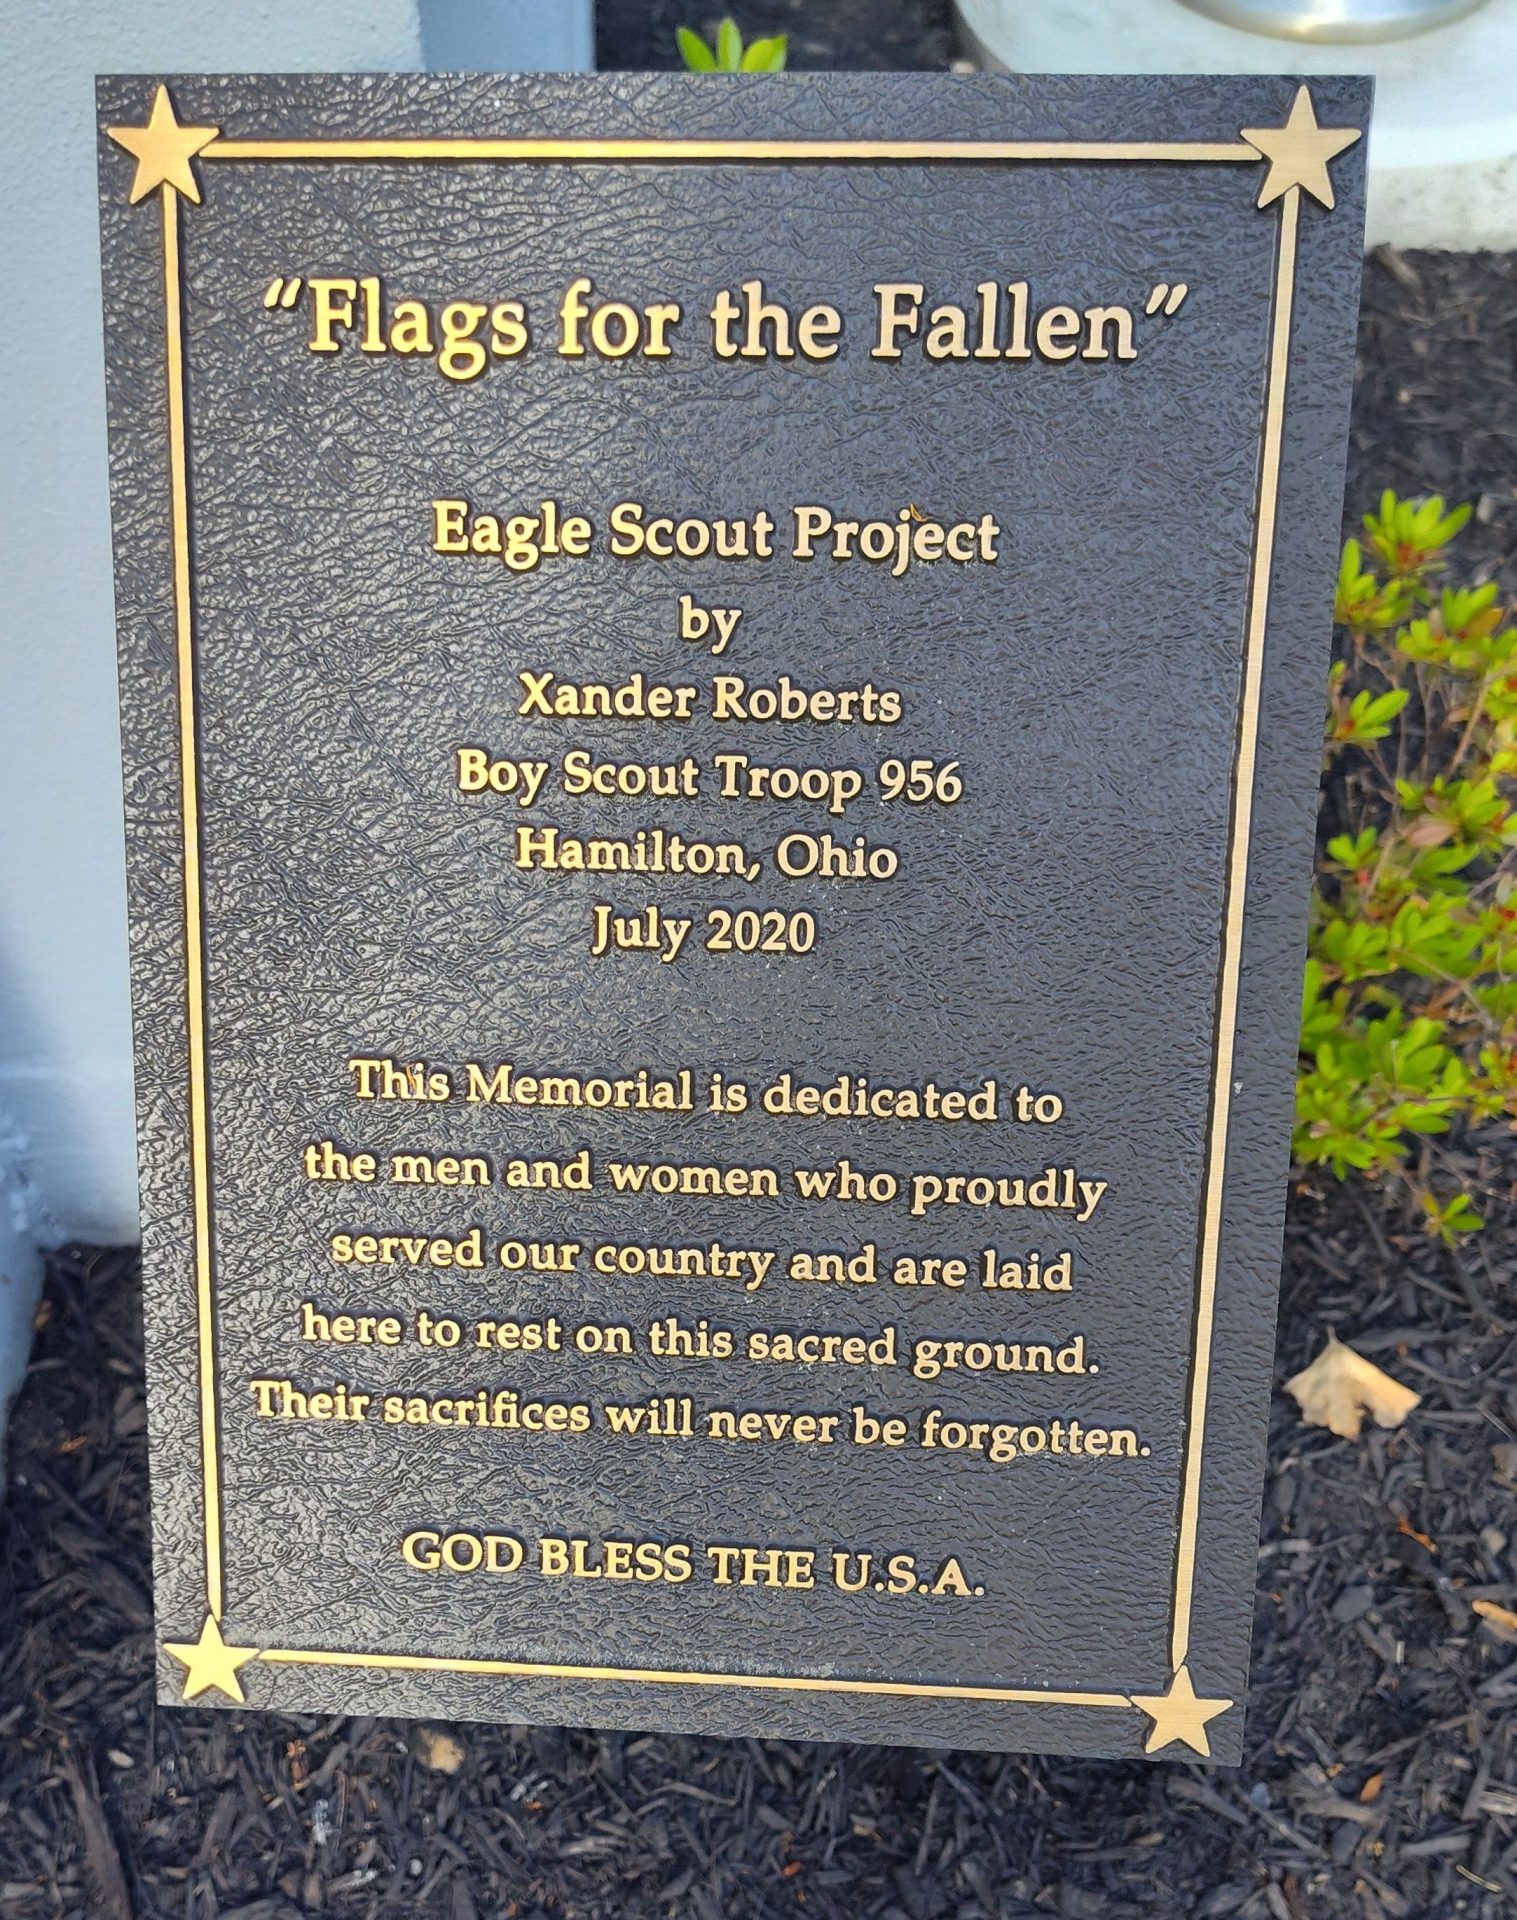 “Flags for the Fallen”
Eagle Scout Project
by
Xander Roberts
Boy Scout Troop 956
Hamilton, Ohio
July 2020
This Memorial is dedicated to
the men and women who proudly
served our country and are laid
here to rest on this sacred ground.
Their sacrifices will never be forgotten.
GOD BLESS THE U.S.A.